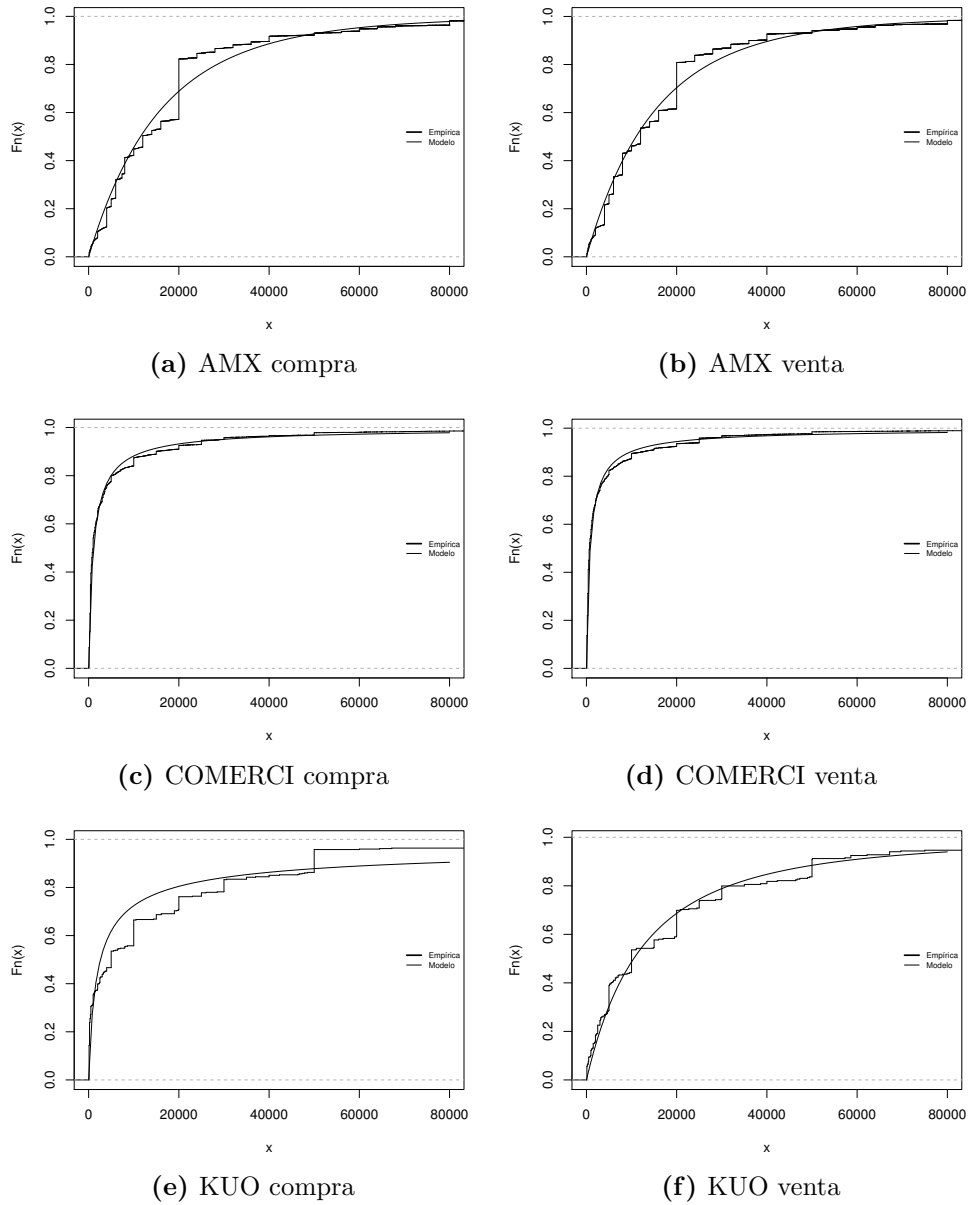 1.0
0.8
0.6
0.4
0.2
0.0
Fn(x)
Empírica
Modelo
0 20000 40000 60000 80000
x
(a) AMX compra
1.0
0.8
0.6
0.4
0.2
0.0
Fn(x)
Empírica
Modelo
0 20000 40000 60000 80000
x
(b) AMX venta
1.0
0.8
0.6
0.4
0.2
0.0
Fn(x)
Empírica
Modelo
0 20000 40000 60000 80000
x
(c) COMERCI compra
1.0
0.8
0.6
0.4
0.2
0.0
Fn(x)
Empírica
Modelo
0 20000 40000 60000 80000
x
(d) COMERCI venta
1.0
0.8
0.6
0.4
0.2
0.0
Fn(x)
Empírica
Modelo
0 20000 40000 60000 80000
x
(e) KUO compra
1.0
0.8
0.6
0.4
0.2
0.0
Fn(x)
Empírica
Modelo
0 20000 40000 60000 80000
x
(f) KUO venta